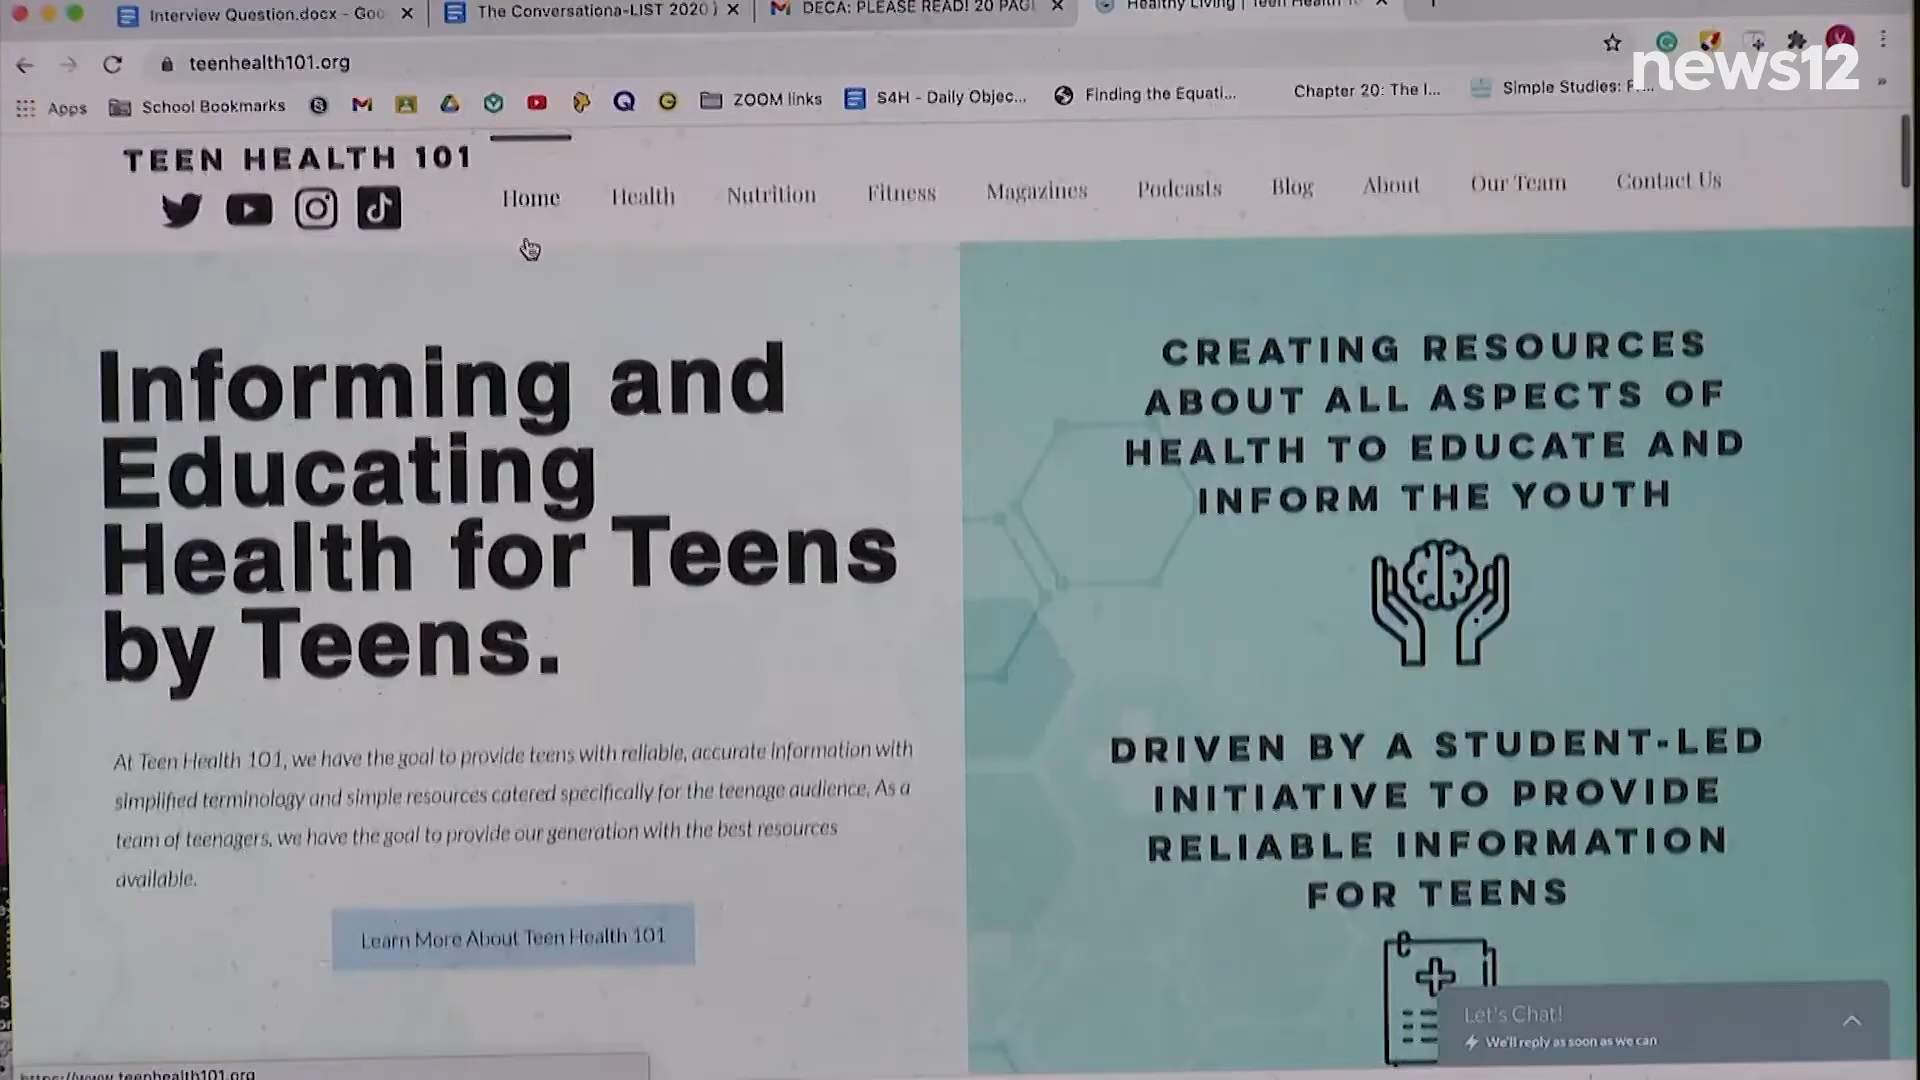 Interview Question.docx - Goo
The Conversationa-LIST 2020
DECA: PLEASE READ! 20 PAG
Healthy Living | Teen Health
teenhealth101.org
news12
Apps
School Bookmarks
ZOOM links
S4H - Daily Objec...
Finding the Equati...
Chapter 20: The I...
Simple Studies:
TEEN HEALTH 101
Home
Health
Nutrition
Fitness
Magazines
Podcasts
Blog
About
Our Team
Contact Us
Informing and
Educating
Health for Teens
by Teens.
At Teen Health 101, we have the goal to provide teens with reliable, accurate information with
simplified terminology and simple resources catered specifically for the teenage audience. As a
team of teenagers, we have the goal to provide our generation with the best resources
available.
Learn More About Teen Health 101
CREATING RESOURCES
ABOUT ALL ASPECTS OF
HEALTH TO EDUCATE AND
INFORM THE YOUTH
DRIVEN BY A STUDENT-LED
INITIATIVE TO PROVIDE
RELIABLE INFORMATION
FOR TEENS
Let's Chat!
We'll reply as soon as we can
https://www.teenhealth101.org